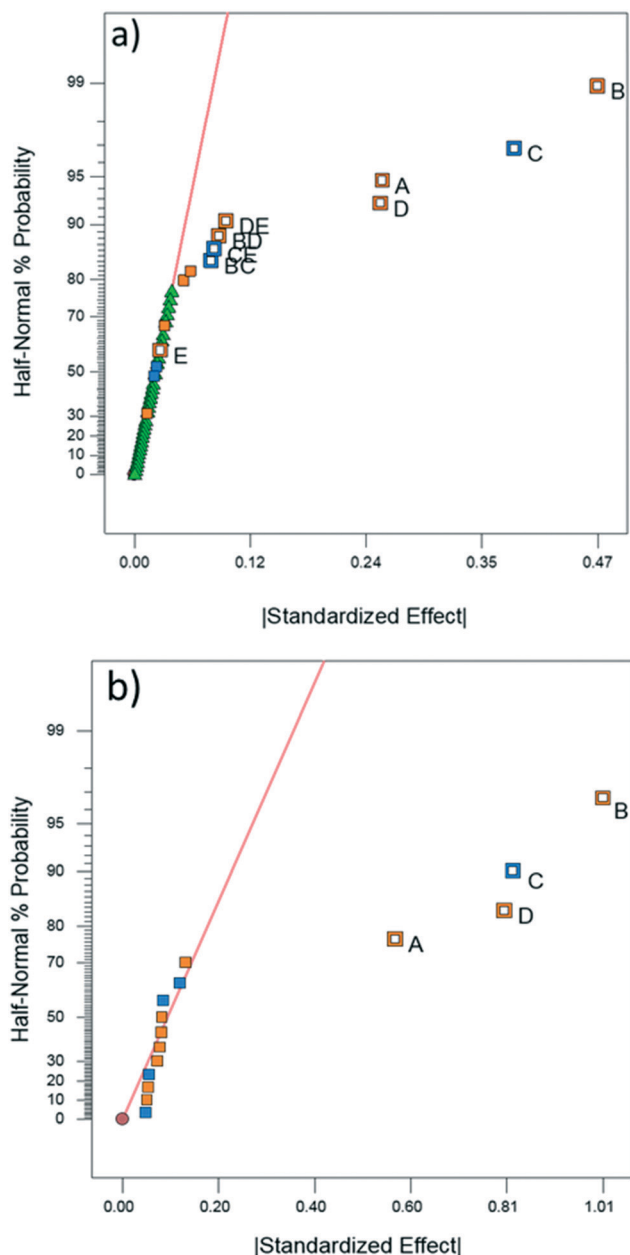 a)
Half-Normal % Probability
99
95
90
80
70
50
30
20
10
0
B
C
A
D
DE
BD
CE
BC
E
0.00 0.12 0.24 0.35 0.47
|Standardized Effect|
b)
Half-Normal % Probability
99
95
90
80
70
50
30
20
10
0
B
C
D
A
0.00 0.20 0.40 0.60 0.81 1.01
|Standardized Effect|